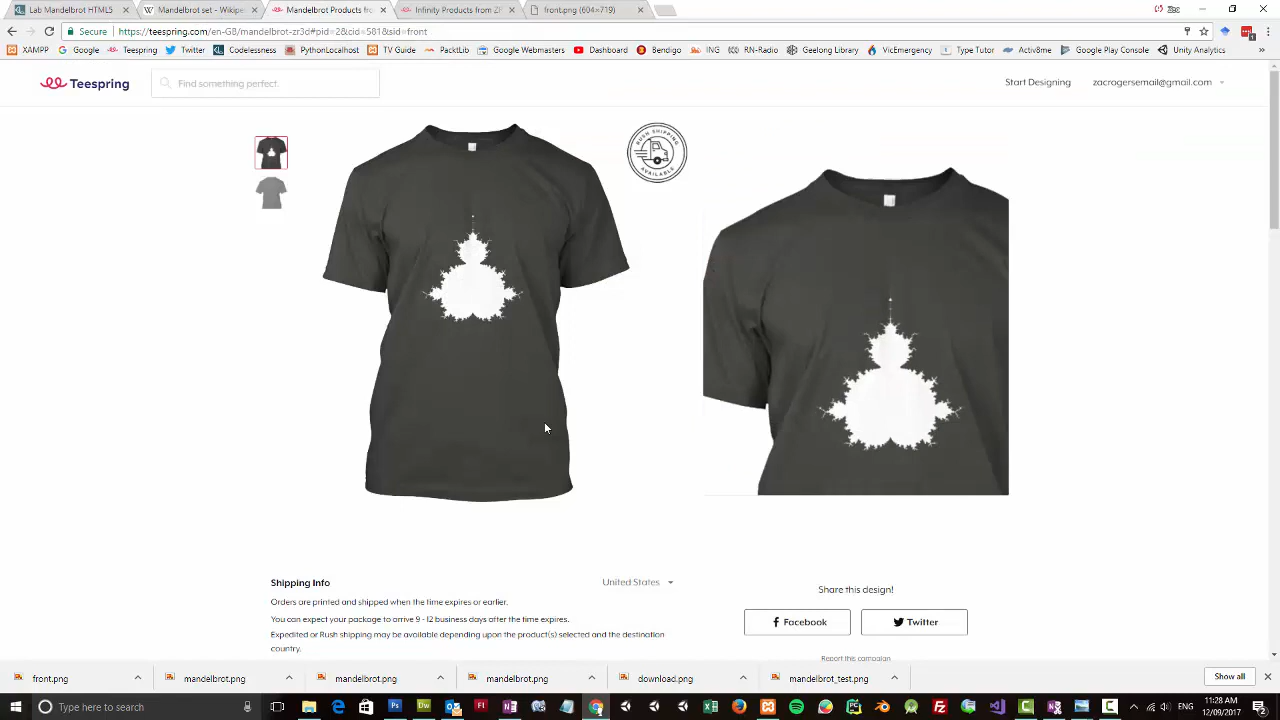 Lab Mandelbrot HTML5
Mandelbrot set - Wikip
Mandelbrot Products fro
Infinity Products from ZF
front.png (604×719)
Secure
https://teespring.com/en-GB/mandelbrot-zr3d#pid=2&cid=581&sid=front
XAMPP
Google
Twitter
Codelessness
PythonLocalhost
TW CafePress
PacktLib
Google Webmasters
Dashboard
Bendigo
ING
RN-Radio
Geelong Library
VicEmergency
Type Tutor
Activ8me
Google Play Console
Unity Analytics
Teespring
Find something perfect.
Start Designing
zacrogersemail@gmail.com
RUSH SHIPPING
AVAILABLE
Shipping Info
United States
Orders are printed and shipped when the time expires or earlier.
You can expect your package to arrive 9 - 12 business days after the time expires.
Expedited or Rush shipping may be available depending upon the product(s) selected and the destination
country.
Share this design!
Facebook
Twitter
Report this campaign
front.png
mandelbrot.png
mandelbrot.png
mandelbrot.png
download.png
mandelbrot_test.png
Show all
Type here to search
11:28 AM
12/09/2017